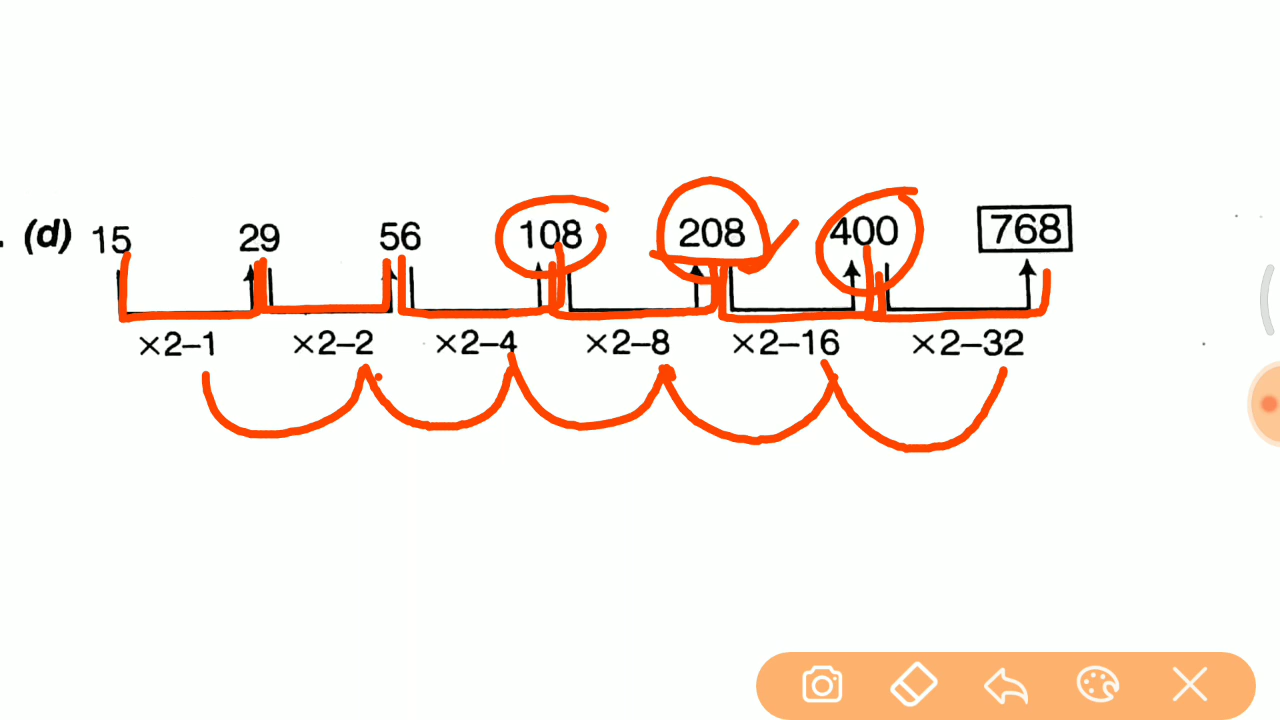 . (d) 15 29 56 108 208 400 768
×2–1 ×2–2 ×2–4 ×2–8 ×2–16 ×2–32